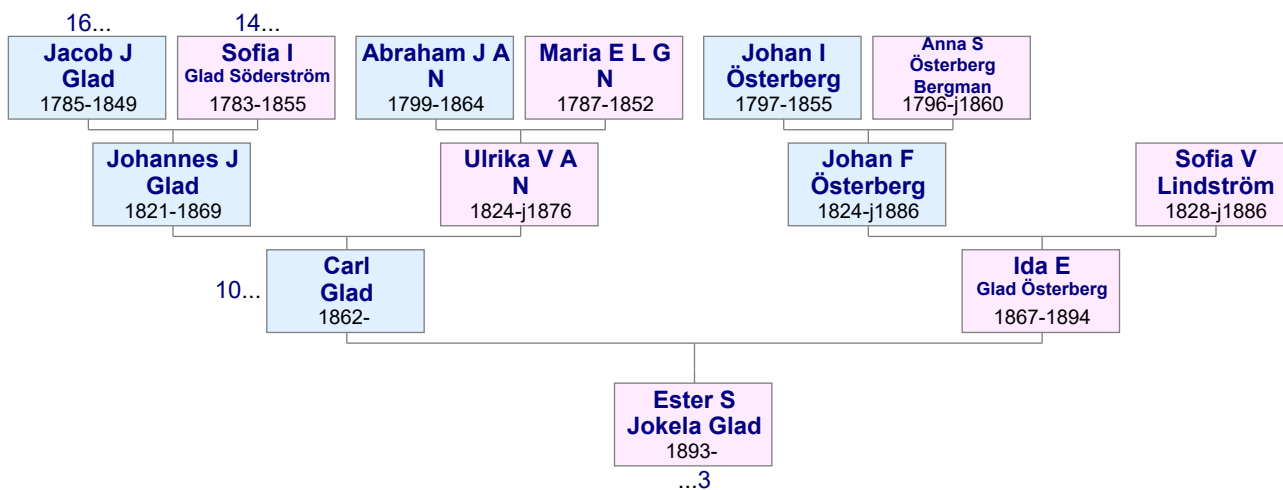 16...
14...
Jacob J
Glad
1785-1849
Sofia I
Glad Söderström
1783-1855
Abraham J A
N
1799-1864
Maria E L G
N
1787-1852
Johan I
Österberg
1797-1855
Anna S
Österberg
Bergman
1796-j1860
Johannes J
Glad
1821-1869
Ulrika V A
N
1824-j1876
Johan F
Österberg
1824-j1886
Sofia V
Lindström
1828-j1886
10...
Carl
Glad
1862-
Ida E
Glad Österberg
1867-1894
Ester S
Jokela Glad
1893-
...3